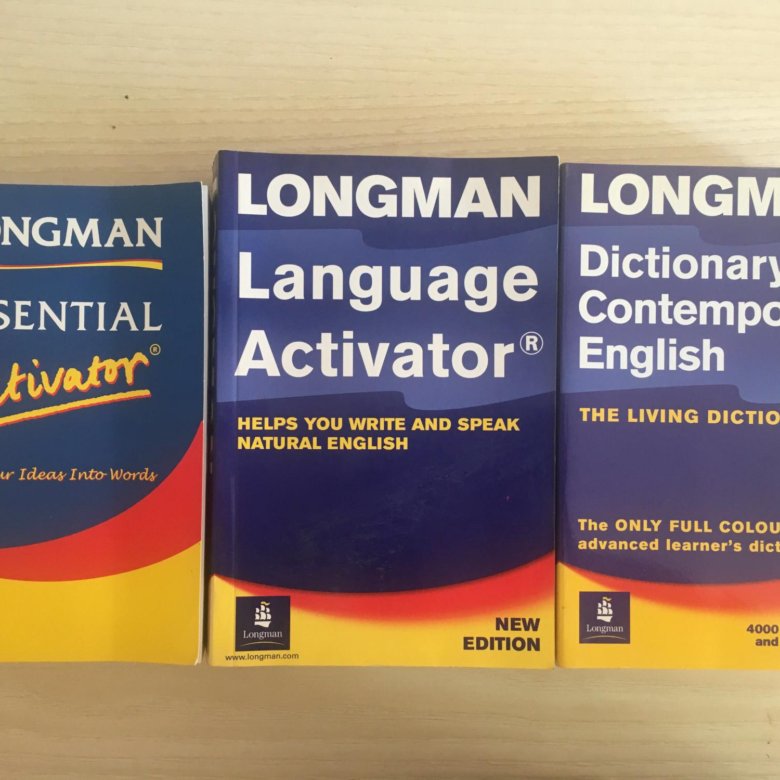 ONGMAN
SENTIAL
ctivator®
ur Ideas Into Words
LONGMAN
Language
Activator®
HELPS YOU WRITE AND SPEAK
NATURAL ENGLISH
Longman
www.longman.com
NEW
EDITION
LONGM
Dictionary
Contempo
English
THE LIVING DICTIO
The ONLY FULL COLOU
advanced learner's dict
Longman
4000
and